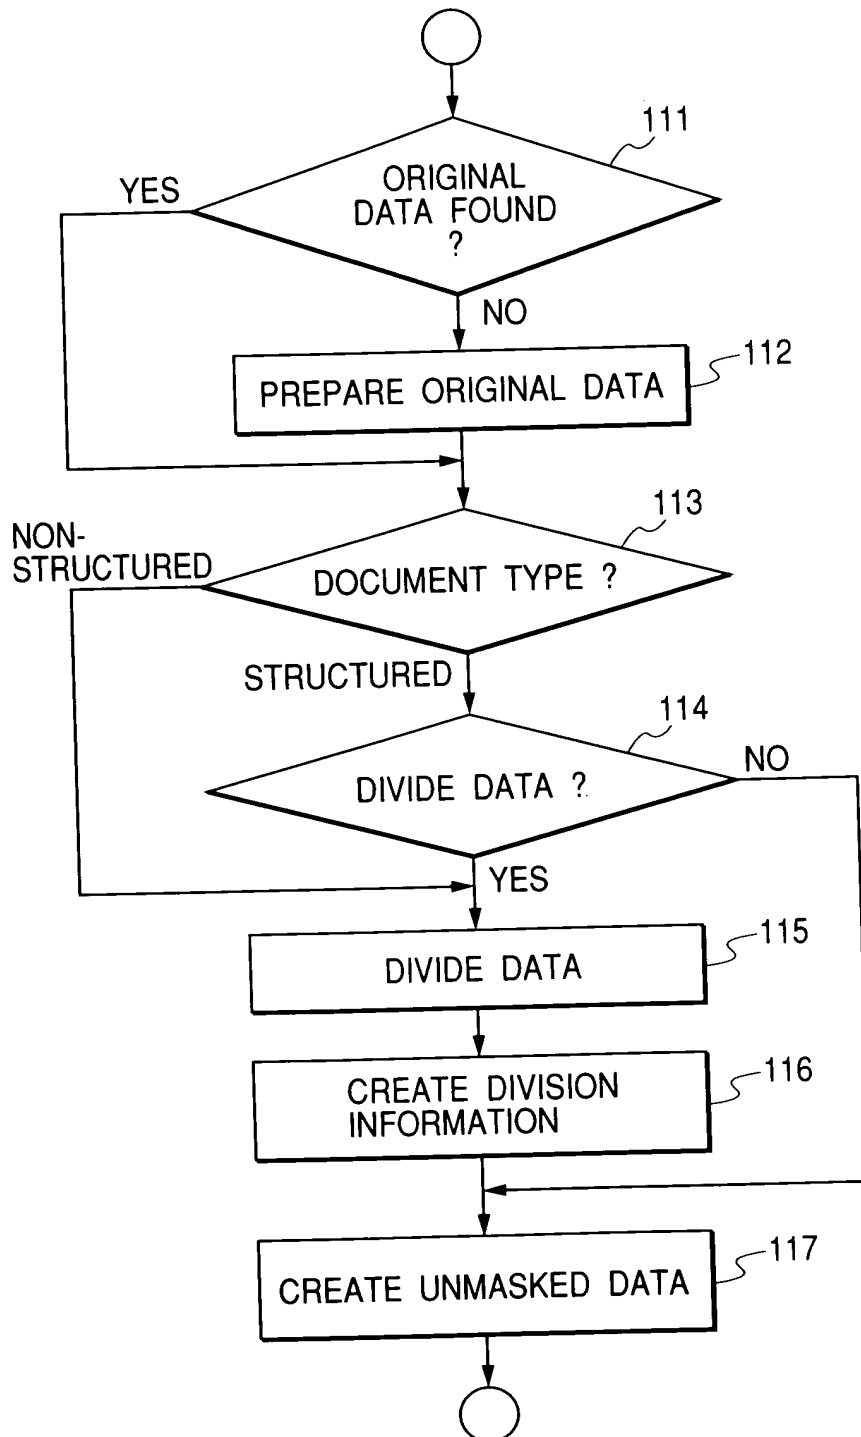 111
YES
ORIGINAL
DATA FOUND
?
NO
112
PREPARE ORIGINAL DATA
113
NON-
STRUCTURED
DOCUMENT TYPE ?
STRUCTURED
114
NO
DIVIDE DATA ?
YES
115
DIVIDE DATA
116
CREATE DIVISION
INFORMATION
117
CREATE UNMASKED DATA